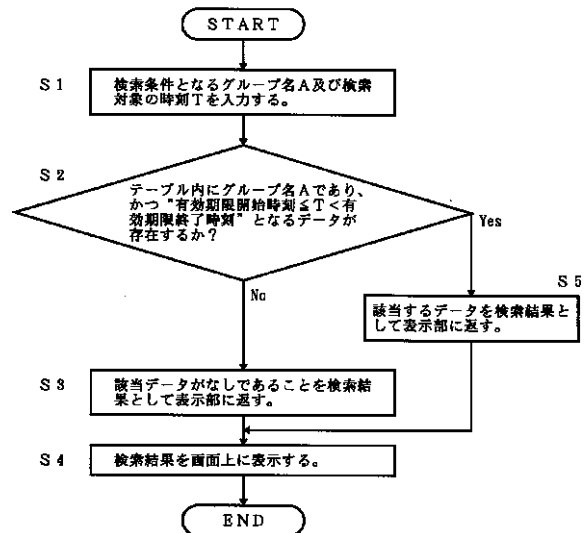 START
S1
検索条件となるグループ名A及び検索
対象の時刻Tを入力する。
S2
テーブル内にグループ名Aであり、
かつ"有効期限開始時刻≦T<有
効期限終了時刻"となるデータが
存在するか?
Yes
No
S5
該当するデータを検索結果と
して表示部に返す。
S3
該当データがなしであることを検索結
果として表示部に返す。
S4
検索結果を画面上に表示する。
END